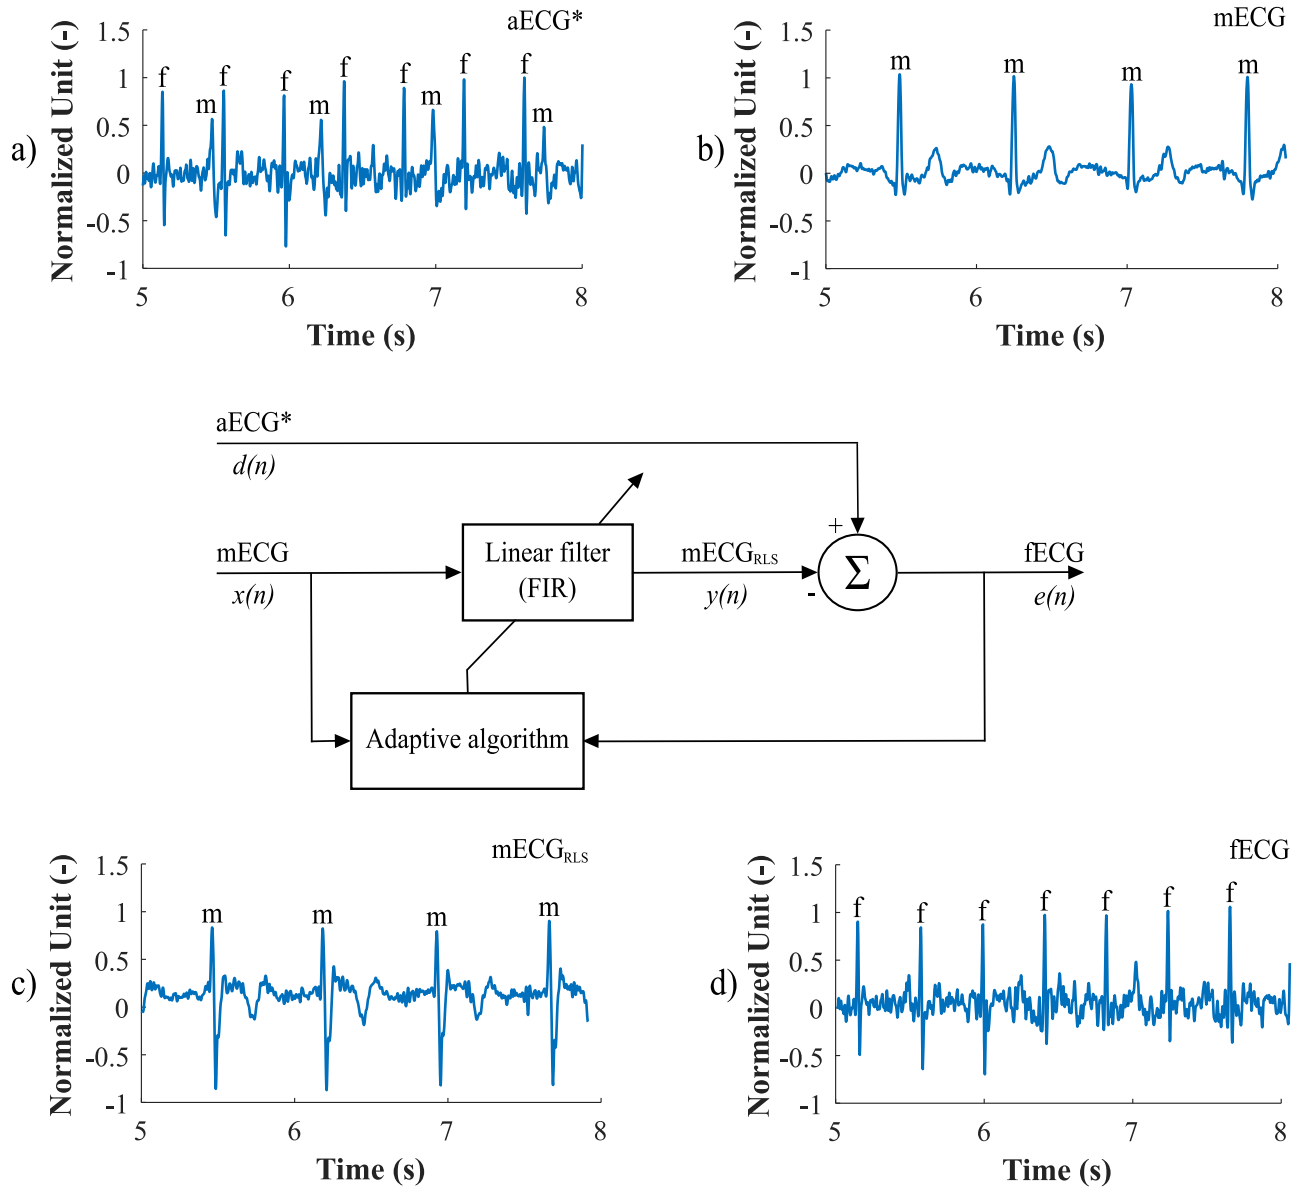 aECG*
a)
Normalized Unit (-)
1.5
1
0.5
0
-0.5
-1
f
m
f
f
m
f
f
m
f
f
m
5
6
7
8
Time (s)
mECG
b)
Normalized Unit (-)
1.5
1
0.5
0
-0.5
-1
m
m
m
m
5
6
7
8
Time (s)
aECG*
d(n)
mECG
x(n)
Linear filter
(FIR)
mECGRLS
y(n)
+
-
Σ
fECG
e(n)
Adaptive algorithm
mECGRLS
c)
Normalized Unit (-)
1.5
1
0.5
0
-0.5
-1
m
m
m
m
5
6
7
8
Time (s)
fECG
d)
Normalized Unit (-)
1.5
1
0.5
0
-0.5
-1
f
f
f
f
f
f
f
5
6
7
8
Time (s)